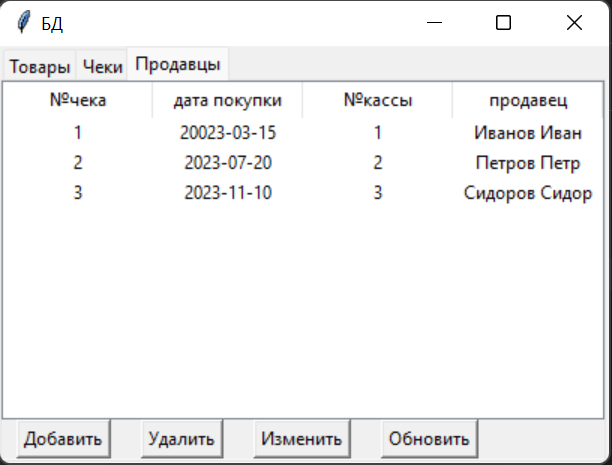 БД
Товары Чеки Продавцы
№чека дата покупки №кассы продавец
1 20023-03-15 1 Иванов Иван
2 2023-07-20 2 Петров Петр
3 2023-11-10 3 Сидоров Сидор
Добавить Удалить Изменить Обновить